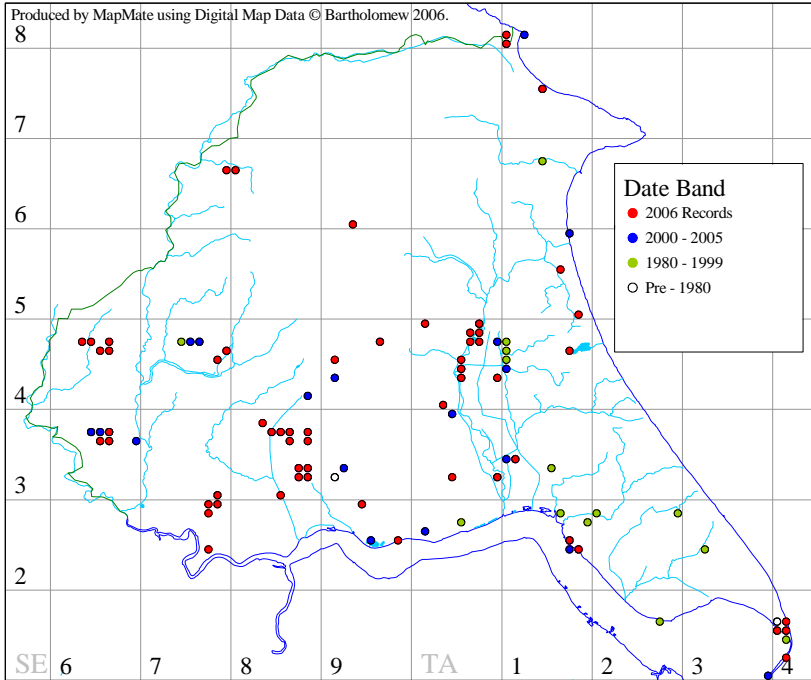 Produced by MapMate using Digital Map Data © Bartholomew 2006.
8
7
6
5
4
3
2
Date Band
2006 Records
2000 - 2005
1980 - 1999
Pre - 1980
SE 6 7 8 9 TA 1 2 3 4